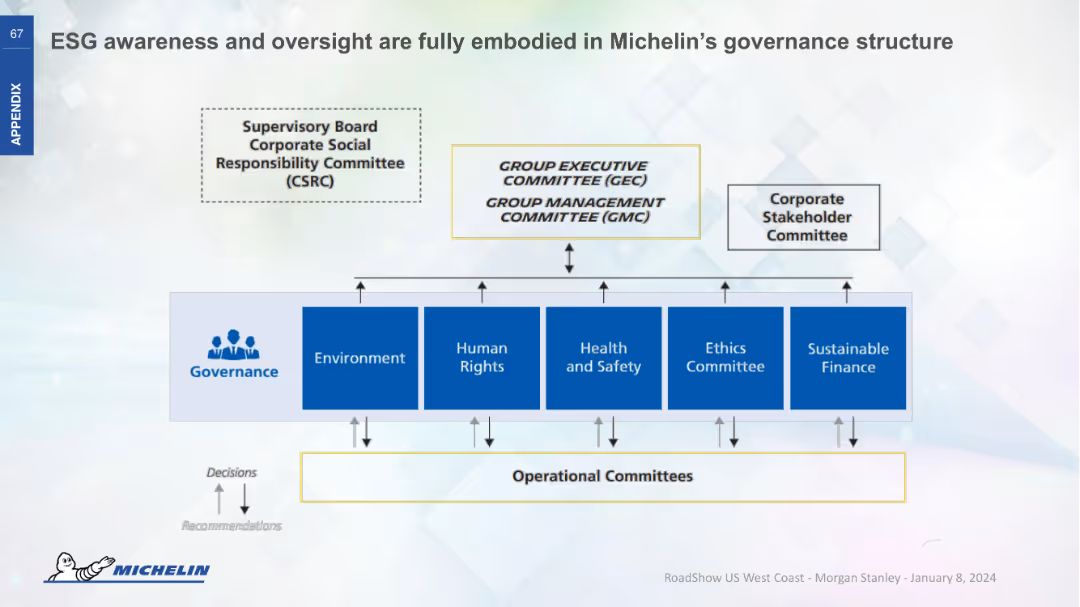 67
APPENDIX
ESG awareness and oversight are fully embodied in Michelin's governance structure
Supervisory Board
Corporate Social
Responsibility Committee
(CSRC)
GROUP EXECUTIVE
COMMITTEE (GEC)
GROUP MANAGEMENT
COMMITTEE (GMC)
Corporate
Stakeholder
Committee
Governance
Environment
Human
Rights
Health
and Safety
Ethics
Committee
Sustainable
Finance
Operational Committees
Decisions
Recommendations
MICHELIN
RoadShow US West Coast - Morgan Stanley - January 8, 2024